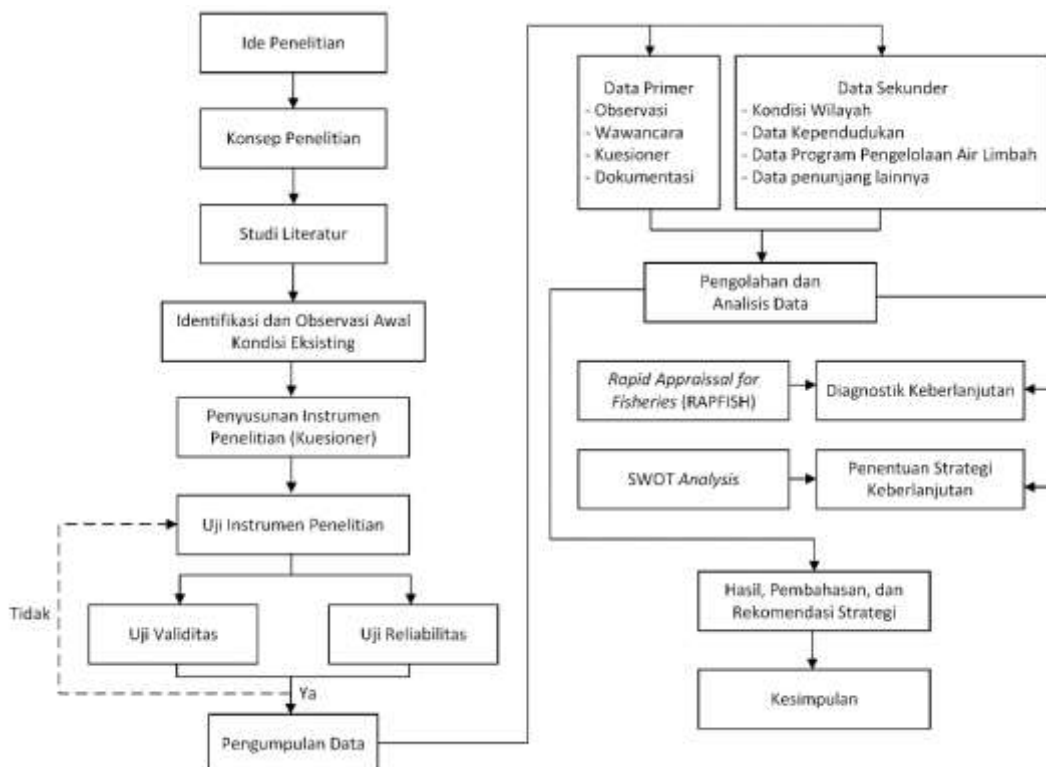 Ide Penelitian
Konsep Penelitian
Studi Literatur
Identifikasi dan Observasi Awal
Kondisi Eksisting
Penyusunan Instrumen
Penelitian (Kuesioner)
Uji Instrumen Penelitian
Tidak
Uji Validitas
Uji Reliabilitas
Ya
Pengumpulan Data
Data Primer
- Observasi
- Wawancara
- Kuesioner
- Dokumentasi
Data Sekunder
- Kondisi Wilayah
- Data Kependudukan
- Data Program Pengelolaan Air Limbah
- Data penunjang lainnya
Pengolahan dan
Analisis Data
Rapid Appraissal for
Fisheries (RAPFISH)
Diagnostik Keberlanjutan
SWOT Analysis
Penentuan Strategi
Keberlanjutan
Hasil, Pembahasan, dan
Rekomendasi Strategi
Kesimpulan